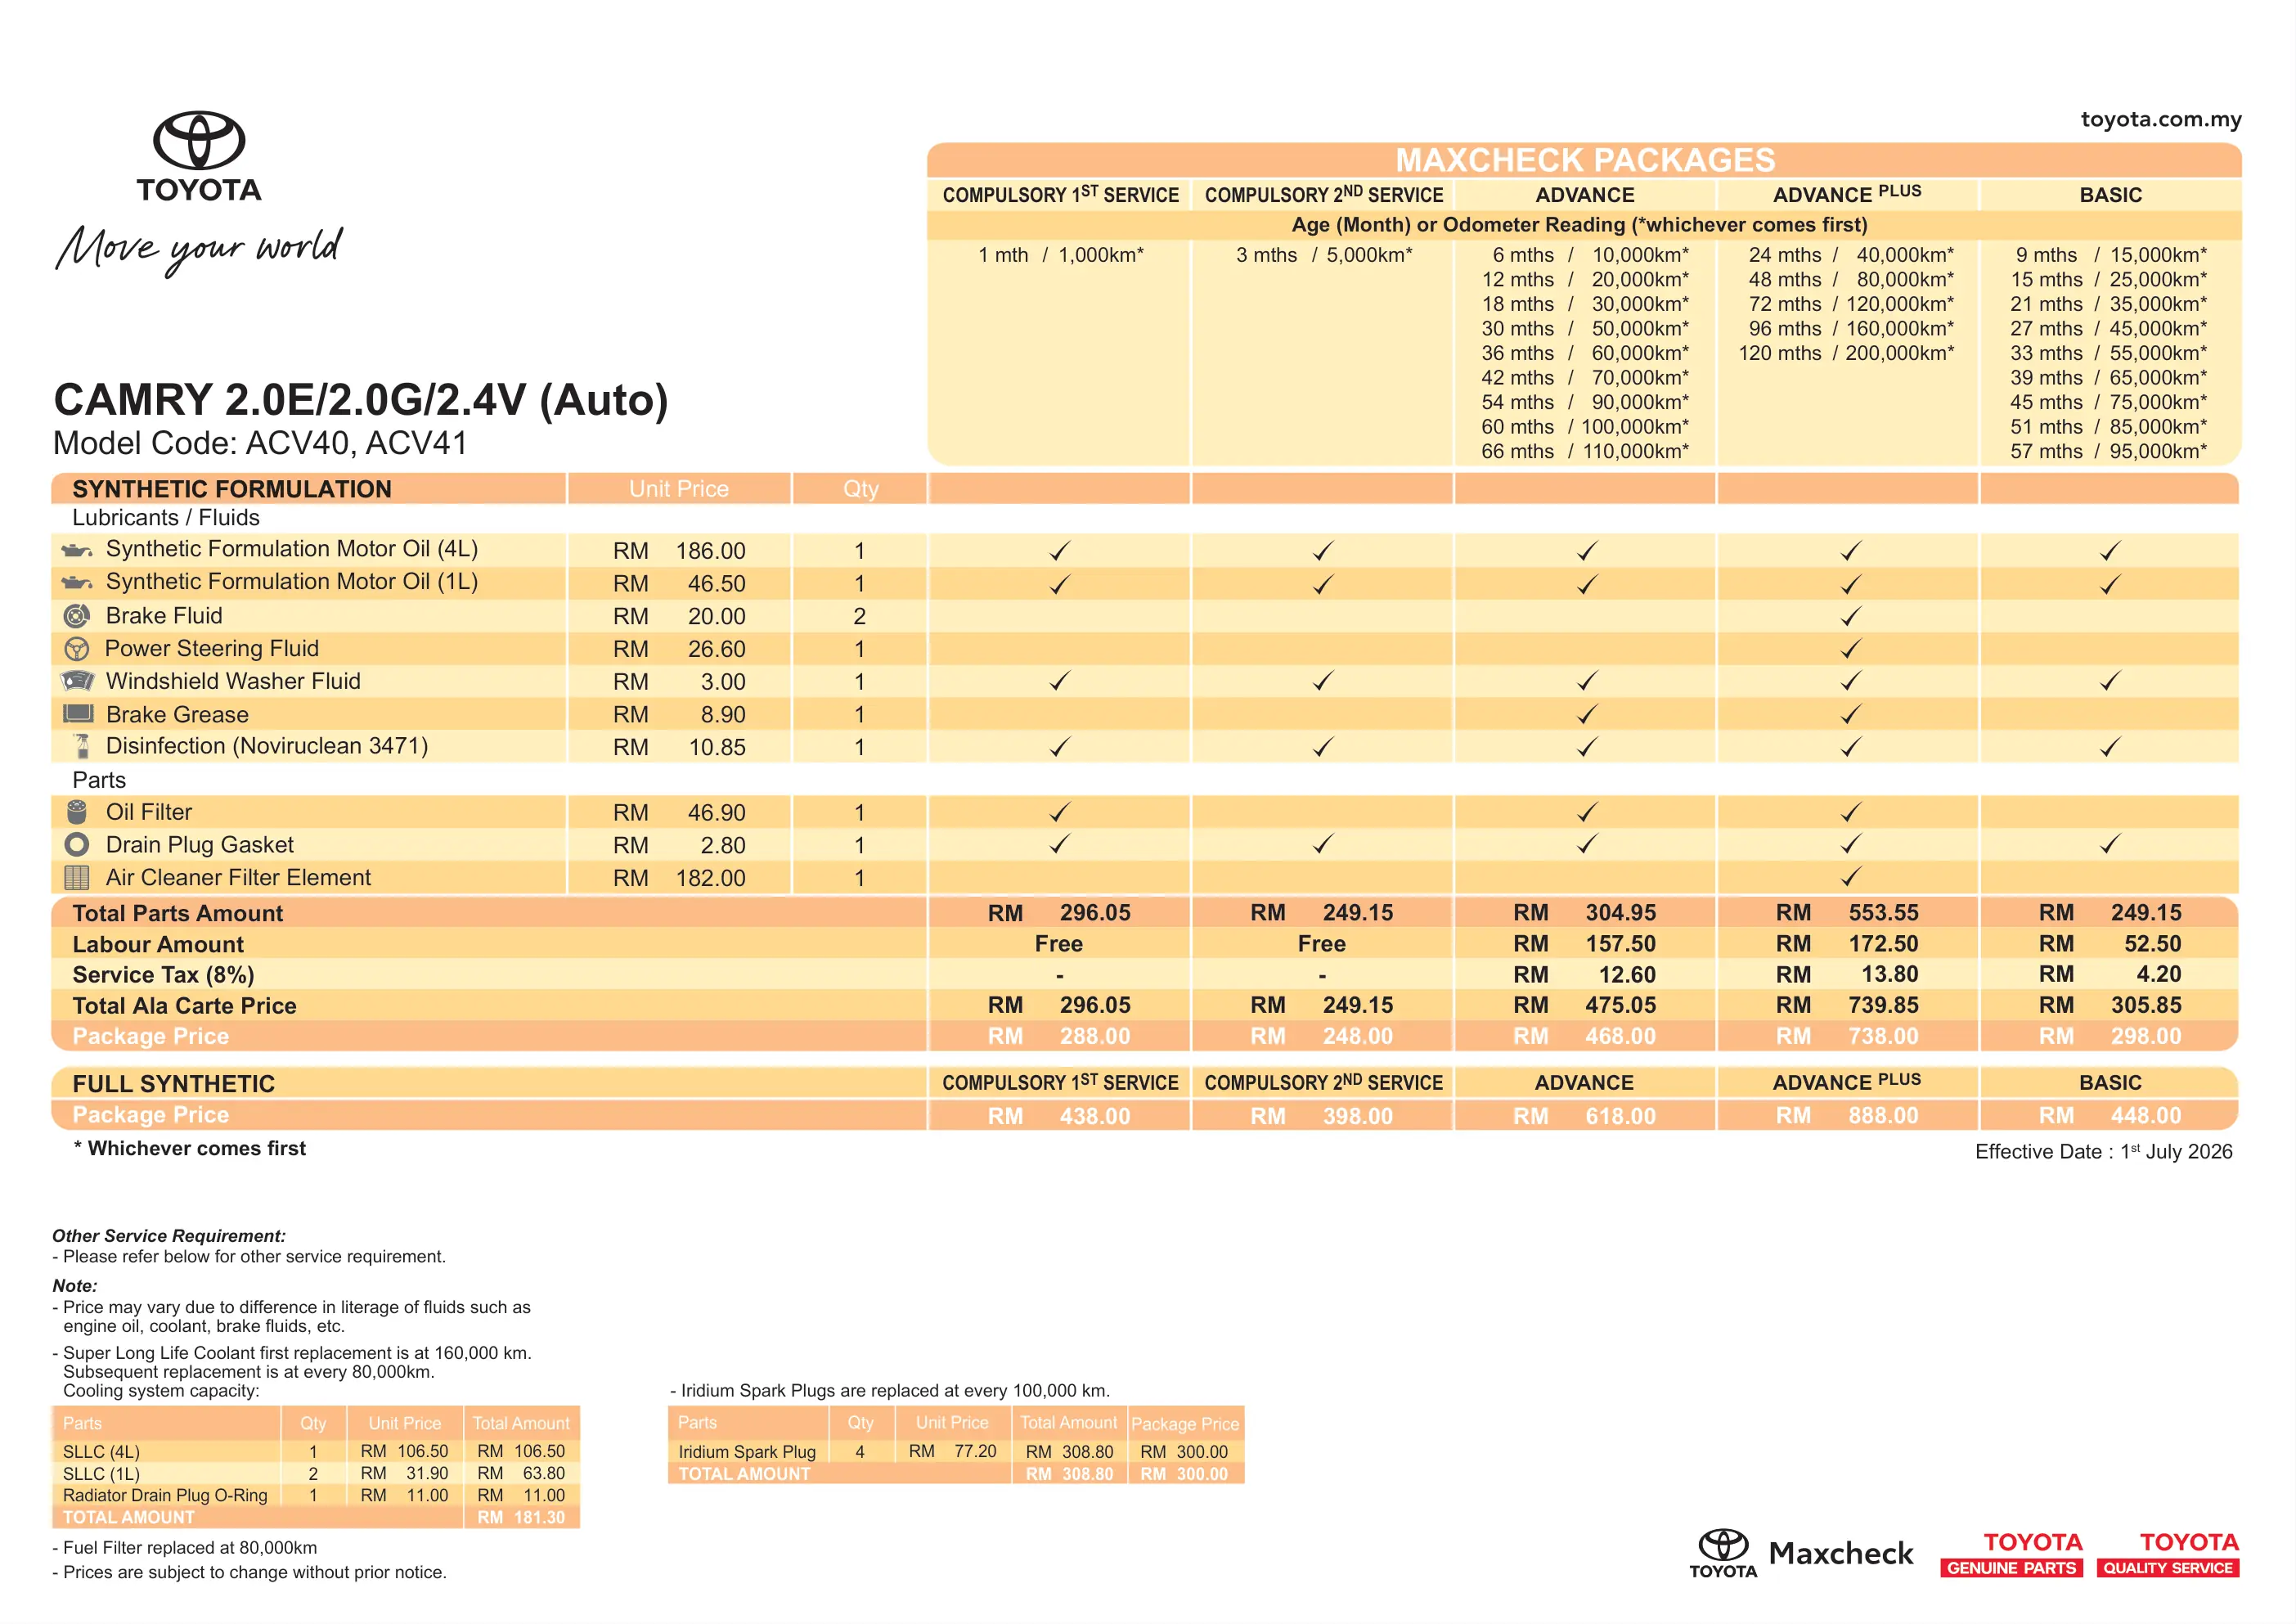 TOYOTA
Move your world
toyota.com.my
MAXCHECK PACKAGES
COMPULSORY 1ST SERVICE COMPULSORY 2ND SERVICE ADVANCE ADVANCE PLUS BASIC
Age (Month) or Odometer Reading (*whichever comes first)
1 mth / 1,000km* 3 mths / 5,000km* 6 mths / 10,000km* 24 mths / 40,000km* 9 mths / 15,000km*
12 mths / 20,000km* 48 mths / 80,000km* 15 mths / 25,000km*
18 mths / 30,000km* 72 mths / 120,000km* 21 mths / 35,000km*
30 mths / 50,000km* 96 mths / 160,000km* 27 mths / 45,000km*
36 mths / 60,000km* 120 mths / 200,000km* 33 mths / 55,000km*
42 mths / 70,000km* 39 mths / 65,000km*
54 mths / 90,000km* 45 mths / 75,000km*
60 mths / 100,000km* 51 mths / 85,000km*
66 mths / 110,000km* 57 mths / 95,000km*
CAMRY 2.0E/2.0G/2.4V (Auto)
Model Code: ACV40, ACV41
SYNTHETIC FORMULATION Unit Price Qty
Lubricants / Fluids
Synthetic Formulation Motor Oil (4L) RM 186.00 1 ✓ ✓ ✓ ✓ ✓
Synthetic Formulation Motor Oil (1L) RM 46.50 1 ✓ ✓ ✓ ✓ ✓
Brake Fluid RM 20.00 2 ✓
Power Steering Fluid RM 26.60 1 ✓
Windshield Washer Fluid RM 3.00 1 ✓ ✓ ✓ ✓ ✓
Brake Grease RM 8.90 1 ✓ ✓
Disinfection (Noviruclean 3471) RM 10.85 1 ✓ ✓ ✓ ✓ ✓
Parts
Oil Filter RM 46.90 1 ✓ ✓ ✓
Drain Plug Gasket RM 2.80 1 ✓ ✓ ✓ ✓ ✓
Air Cleaner Filter Element RM 182.00 1 ✓
Total Parts Amount RM 296.05 RM 249.15 RM 304.95 RM 553.55 RM 249.15
Labour Amount Free Free RM 157.50 RM 172.50 RM 52.50
Service Tax (8%) - - RM 12.60 RM 13.80 RM 4.20
Total Ala Carte Price RM 296.05 RM 249.15 RM 475.05 RM 739.85 RM 305.85
Package Price RM 288.00 RM 248.00 RM 468.00 RM 738.00 RM 298.00
FULL SYNTHETIC COMPULSORY 1ST SERVICE COMPULSORY 2ND SERVICE ADVANCE ADVANCE PLUS BASIC
Package Price RM 438.00 RM 398.00 RM 618.00 RM 888.00 RM 448.00
* Whichever comes first
Effective Date : 1st July 2026
Other Service Requirement:
- Please refer below for other service requirement.
Note:
- Price may vary due to difference in literage of fluids such as
engine oil, coolant, brake fluids, etc.
- Super Long Life Coolant first replacement is at 160,000 km.
Subsequent replacement is at every 80,000km.
Cooling system capacity:
Parts Qty Unit Price Total Amount
SLLC (4L) 1 RM 106.50 RM 106.50
SLLC (1L) 2 RM 31.90 RM 63.80
Radiator Drain Plug O-Ring 1 RM 11.00 RM 11.00
TOTAL AMOUNT RM 181.30
- Fuel Filter replaced at 80,000km
- Prices are subject to change without prior notice.
- Iridium Spark Plugs are replaced at every 100,000 km.
Parts Qty Unit Price Total Amount Package Price
Iridium Spark Plug 4 RM 77.20 RM 308.80 RM 300.00
TOTAL AMOUNT RM 308.80 RM 300.00
TOYOTA
Maxcheck
TOYOTA
GENUINE PARTS
TOYOTA
QUALITY SERVICE